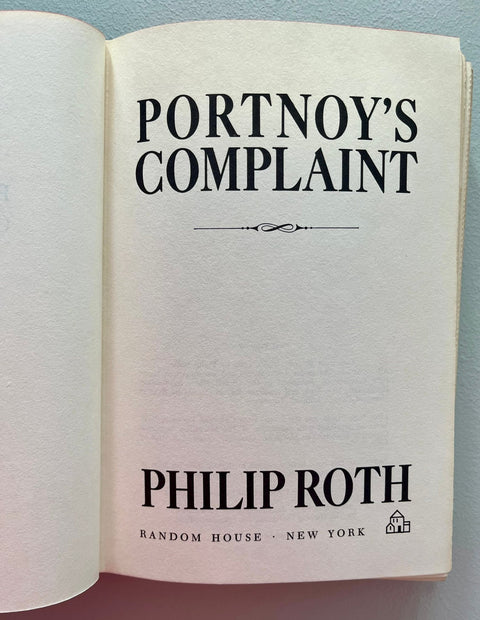 PORTNOY'S
COMPLAINT
PHILIP ROTH
RANDOM HOUSE · NEW YORK